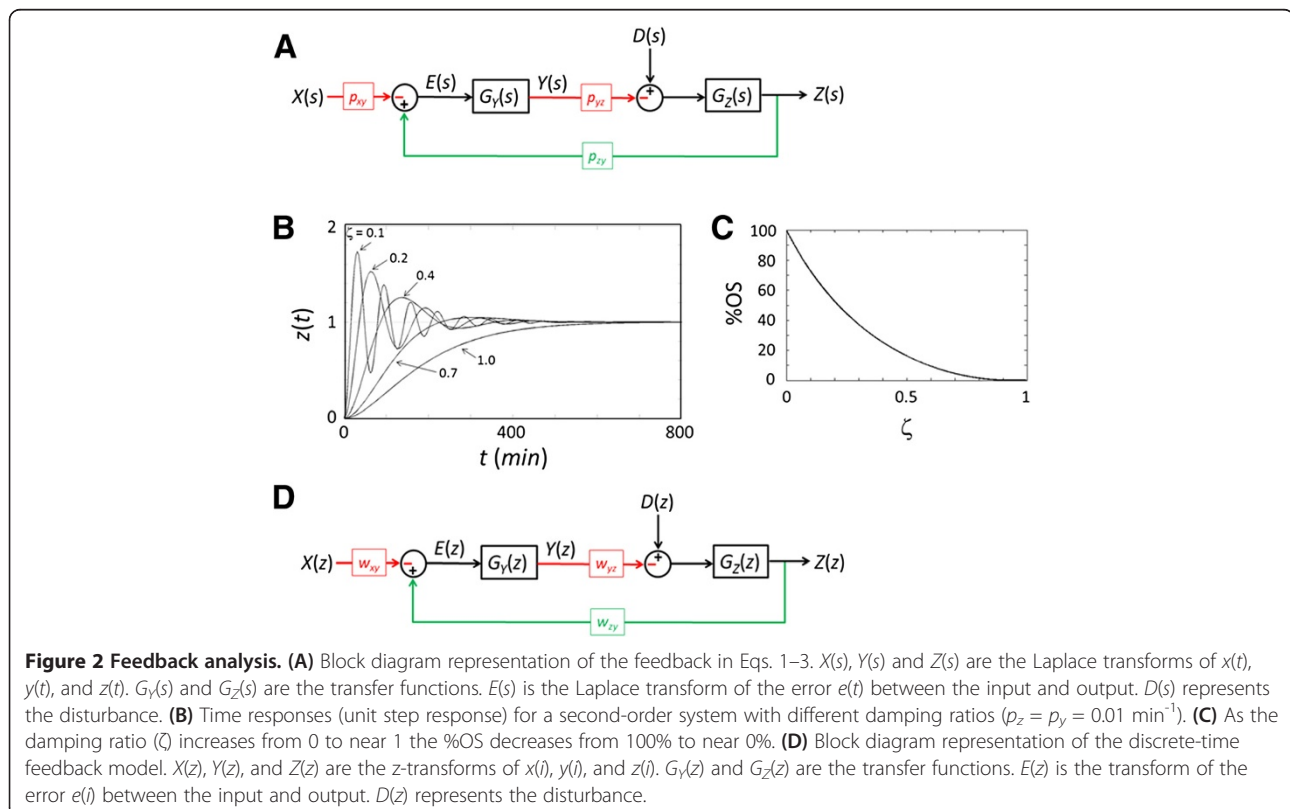 A
D(s)
X(s) p_xy − + E(s) G_Y(s) Y(s) p_yz − + G_Z(s) Z(s)
p_zy
B
2
1
0
z(t)
ζ = 0.1
0.2
0.4
0.7
1.0
0 400 800
t (min)
C
100
80
60
40
20
0
%OS
0 0.5 1
ζ
D
D(z)
X(z) w_xy − + E(z) G_Y(z) Y(z) w_yz − + G_Z(z) Z(z)
w_zy
Figure 2 Feedback analysis. (A) Block diagram representation of the feedback in Eqs. 1–3. X(s), Y(s) and Z(s) are the Laplace transforms of x(t),
y(t), and z(t). G_Y(s) and G_Z(s) are the transfer functions. E(s) is the Laplace transform of the error e(t) between the input and output. D(s) represents
the disturbance. (B) Time responses (unit step response) for a second-order system with different damping ratios (p_z = p_y = 0.01 min⁻¹). (C) As the
damping ratio (ζ) increases from 0 to near 1 the %OS decreases from 100% to near 0%. (D) Block diagram representation of the discrete-time
feedback model. X(z), Y(z), and Z(z) are the z-transforms of x(i), y(i), and z(i). G_Y(z) and G_Z(z) are the transfer functions. E(z) is the transform of the
error e(i) between the input and output. D(z) represents the disturbance.